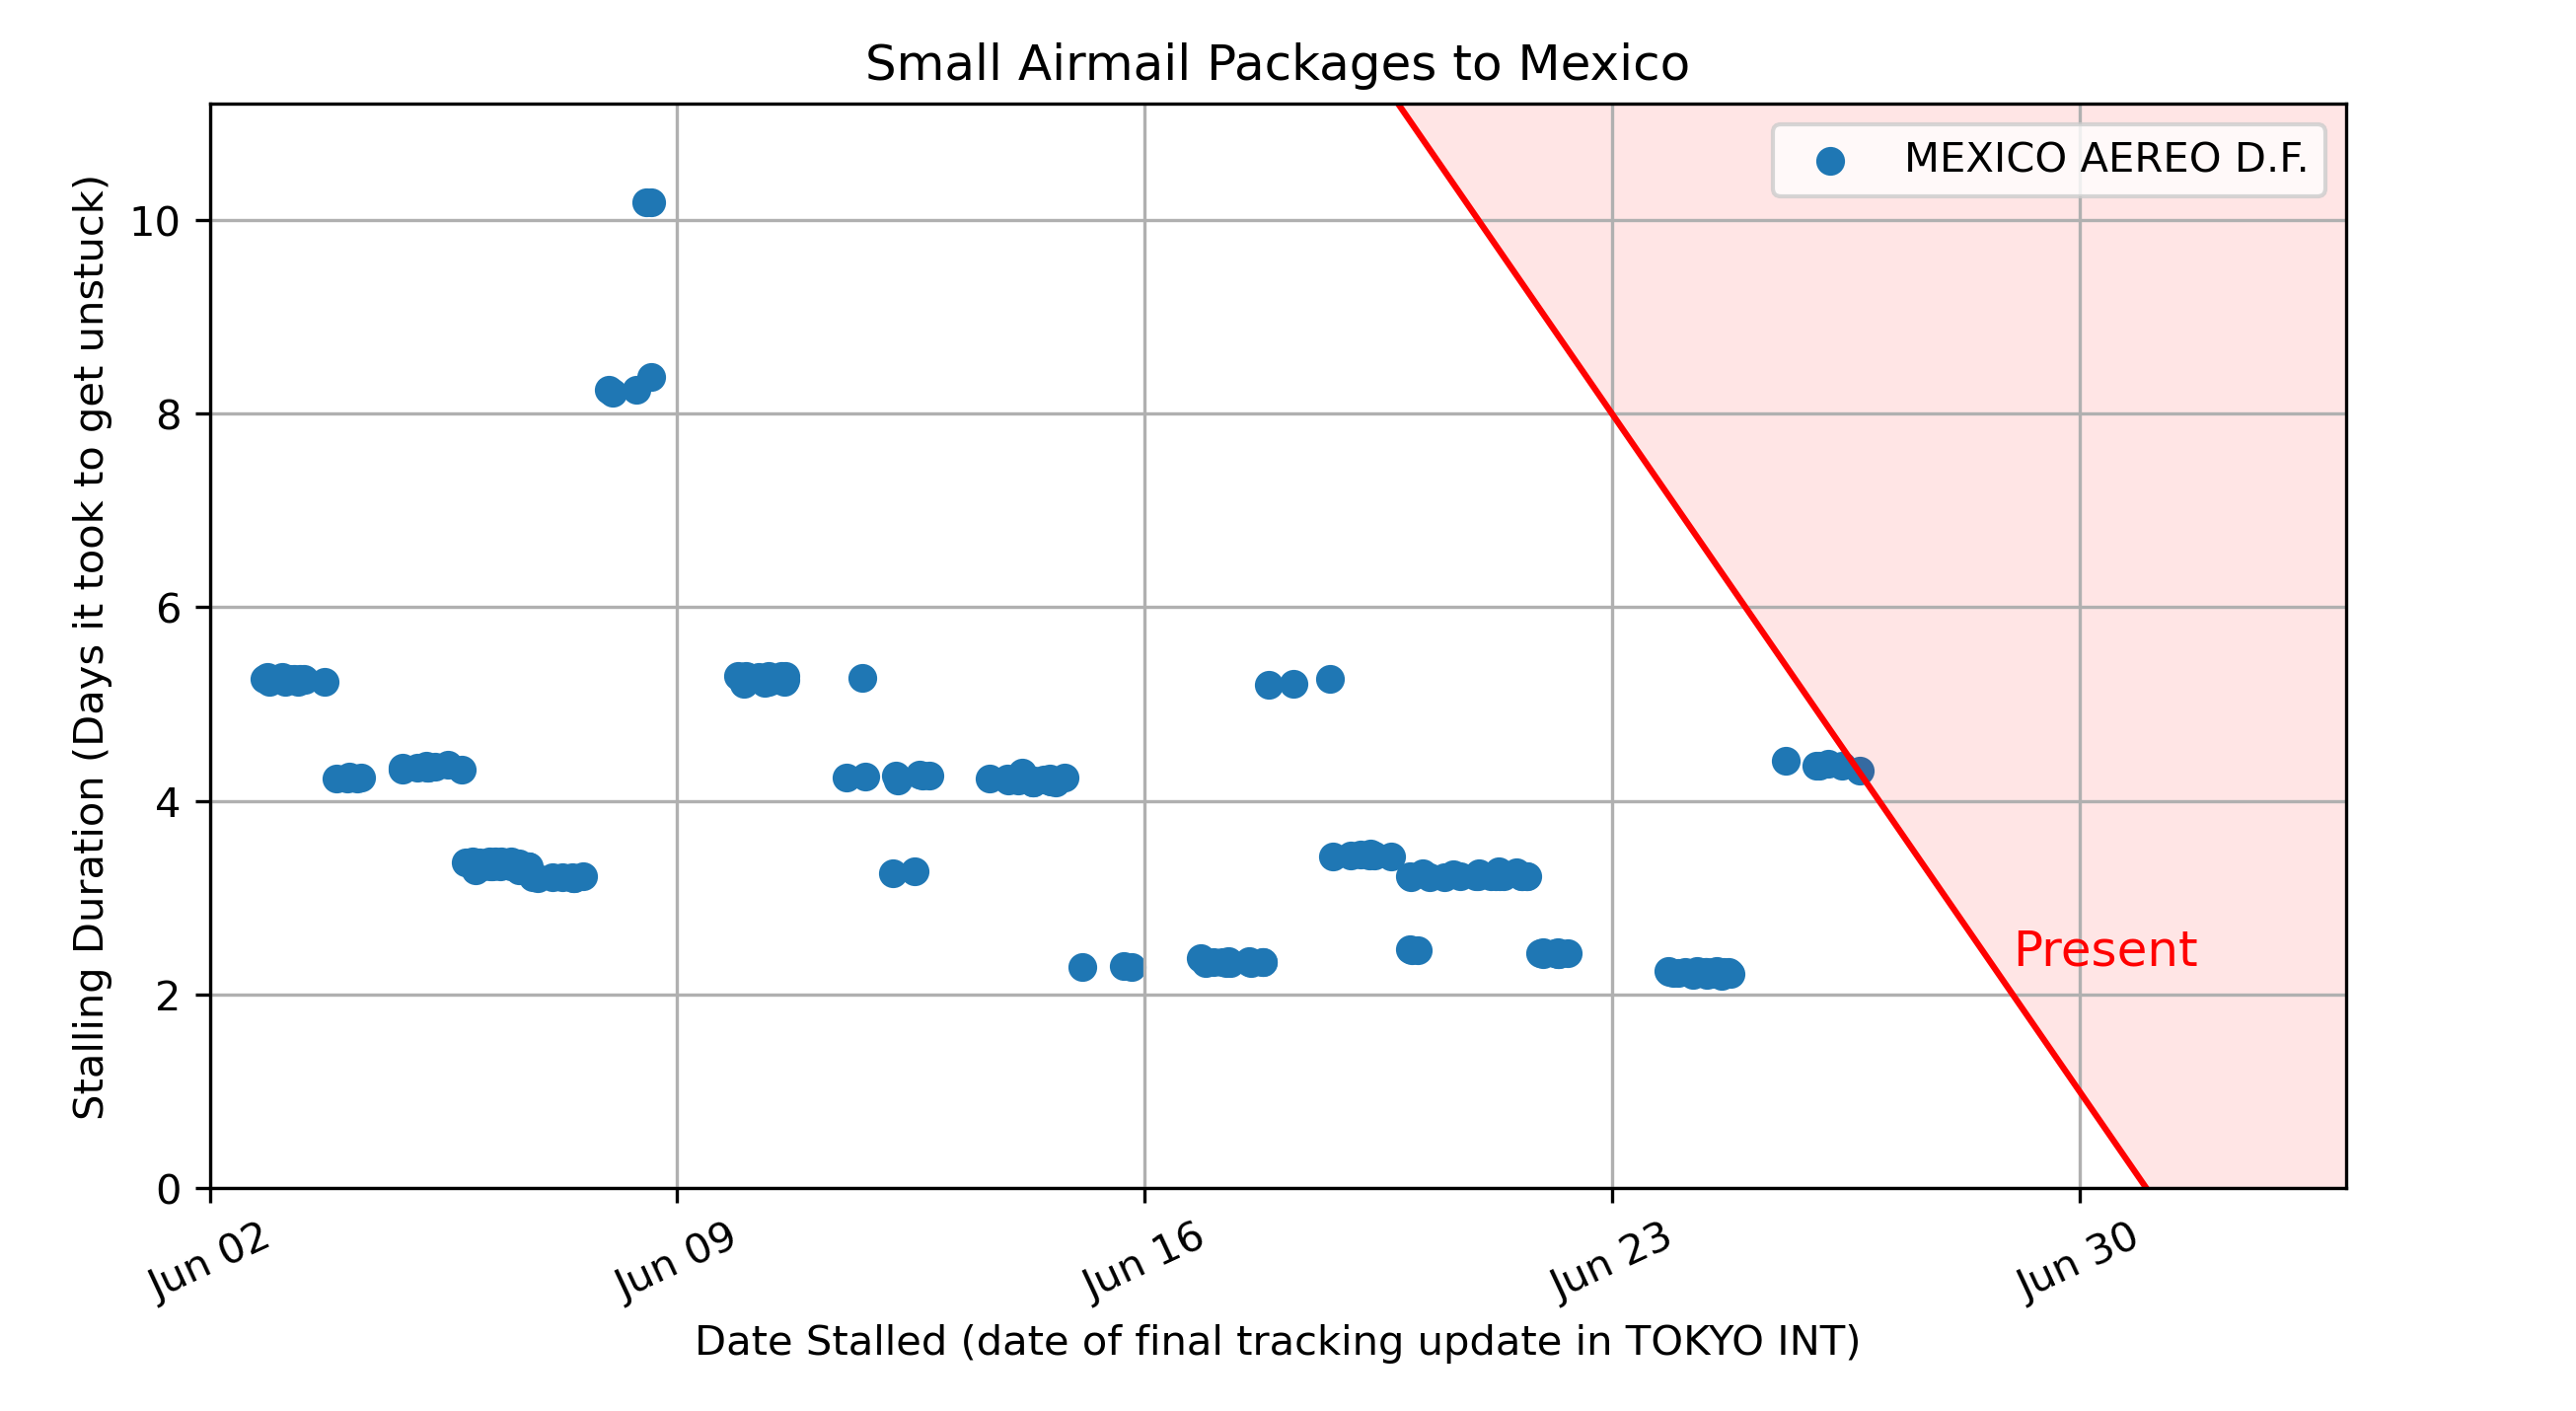 Small Airmail Packages to Mexico
MEXICO AEREO D.F.
Stalling Duration (Days it took to get unstuck)
10
8
6
4
2
0
Present
Jun 02
Jun 09
Jun 16
Jun 23
Jun 30
Date Stalled (date of final tracking update in TOKYO INT)